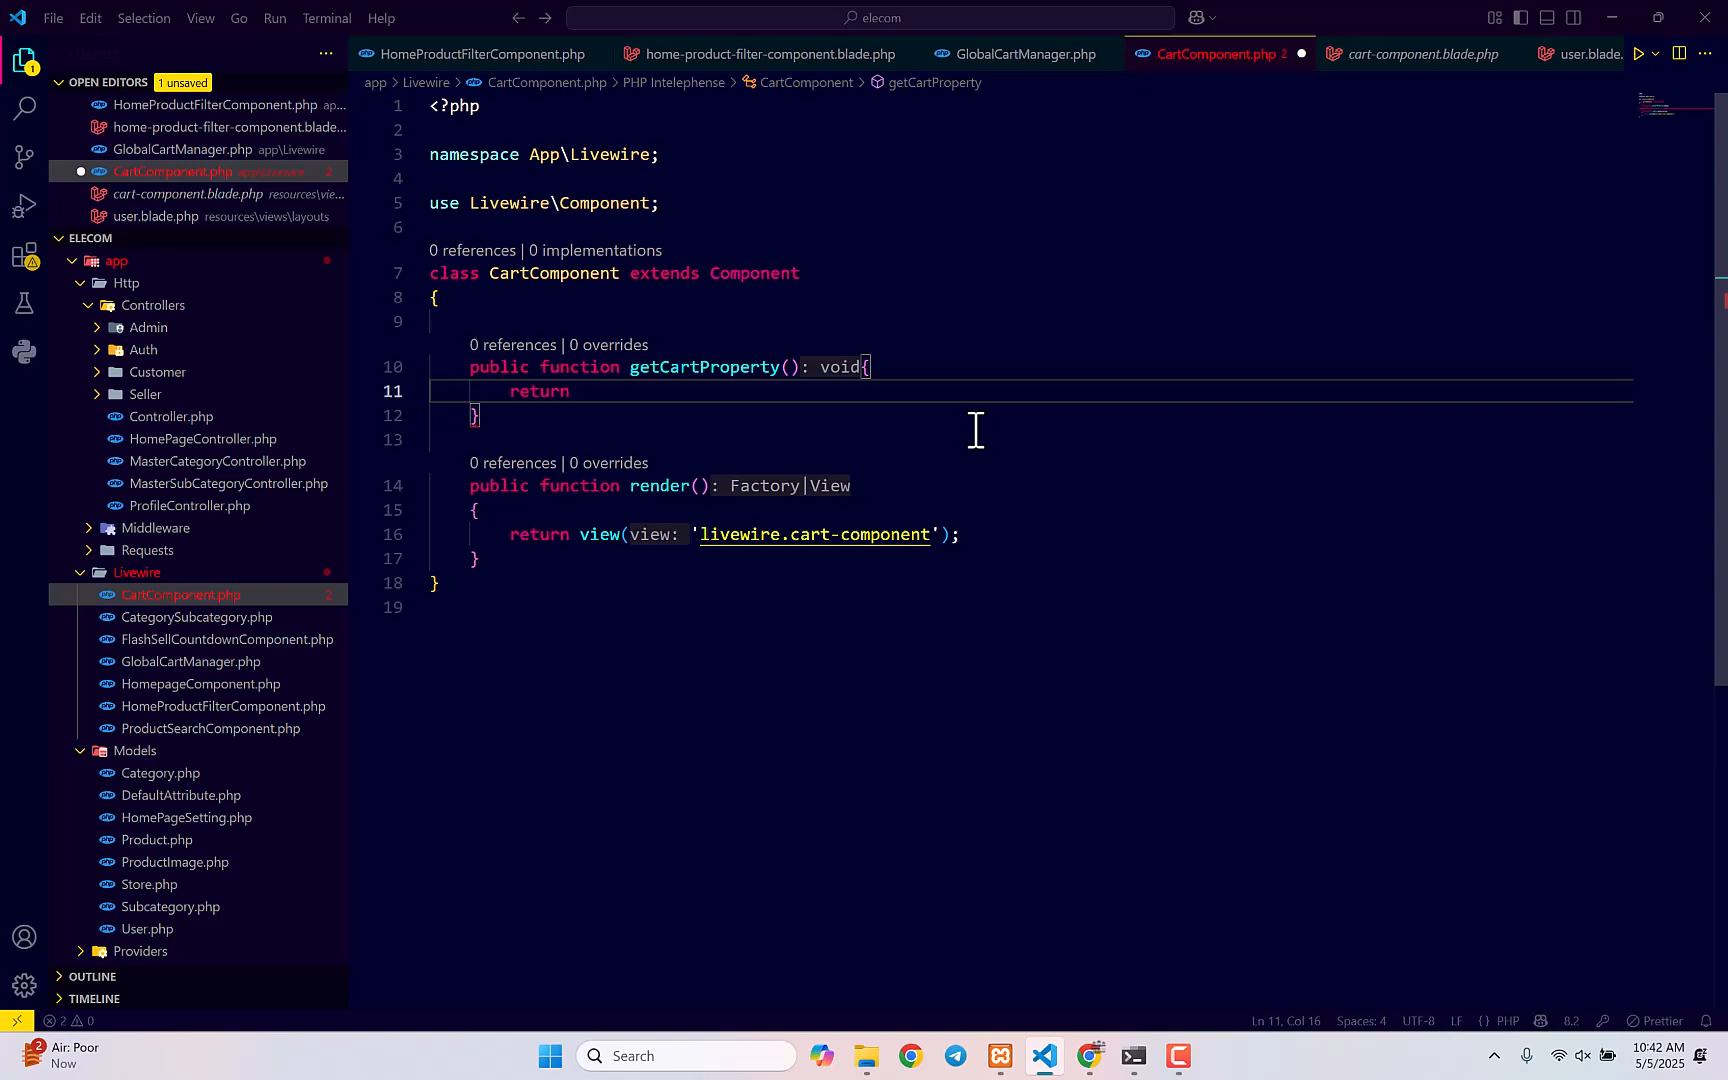 File Edit Selection View Go Run Terminal Help
elecom
HomeProductFilterComponent.php
home-product-filter-component.blade.php
GlobalCartManager.php
CartComponent.php 2
cart-component.blade.php
user.blade.
app > Livewire > CartComponent.php > PHP Intelephense > CartComponent > getCartProperty
OPEN EDITORS 1 unsaved
HomeProductFilterComponent.php ap...
home-product-filter-component.blade...
GlobalCartManager.php app\Livewire
CartComponent.php app\Livewire 2
cart-component.blade.php resources\vie...
user.blade.php resources\views\layouts
ELECOM
app
Http
Controllers
Admin
Auth
Customer
Seller
Controller.php
HomePageController.php
MasterCategoryController.php
MasterSubCategoryController.php
ProfileController.php
Middleware
Requests
Livewire
CartComponent.php 2
CategorySubcategory.php
FlashSellCountdownComponent.php
GlobalCartManager.php
HomepageComponent.php
HomeProductFilterComponent.php
ProductSearchComponent.php
Models
Category.php
DefaultAttribute.php
HomePageSetting.php
Product.php
ProductImage.php
Store.php
Subcategory.php
User.php
Providers
OUTLINE
TIMELINE
1 <?php
2
3 namespace App\Livewire;
4
5 use Livewire\Component;
6
0 references | 0 implementations
7 class CartComponent extends Component
8 {
9
0 references | 0 overrides
10 public function getCartProperty(): void{
11 return
12 }
13
0 references | 0 overrides
14 public function render(): Factory|View
15 {
16 return view(view: 'livewire.cart-component');
17 }
18 }
19
1
2 0
Ln 11, Col 16 Spaces: 4 UTF-8 LF {} PHP 8.2 Prettier
2 Air: Poor
Now
Search
10:42 AM
5/5/2025